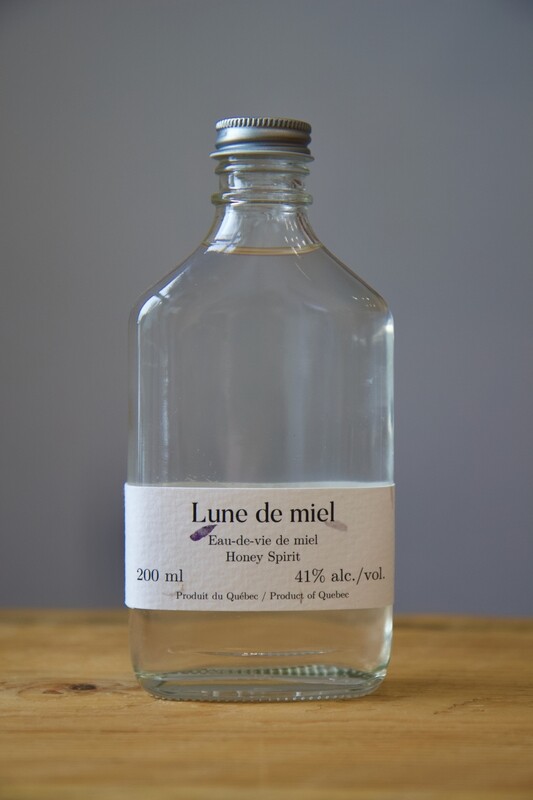 Lune de miel
Eau-de-vie de miel
Honey Spirit
200 ml 41% alc./vol.
Produit du Québec / Product of Quebec